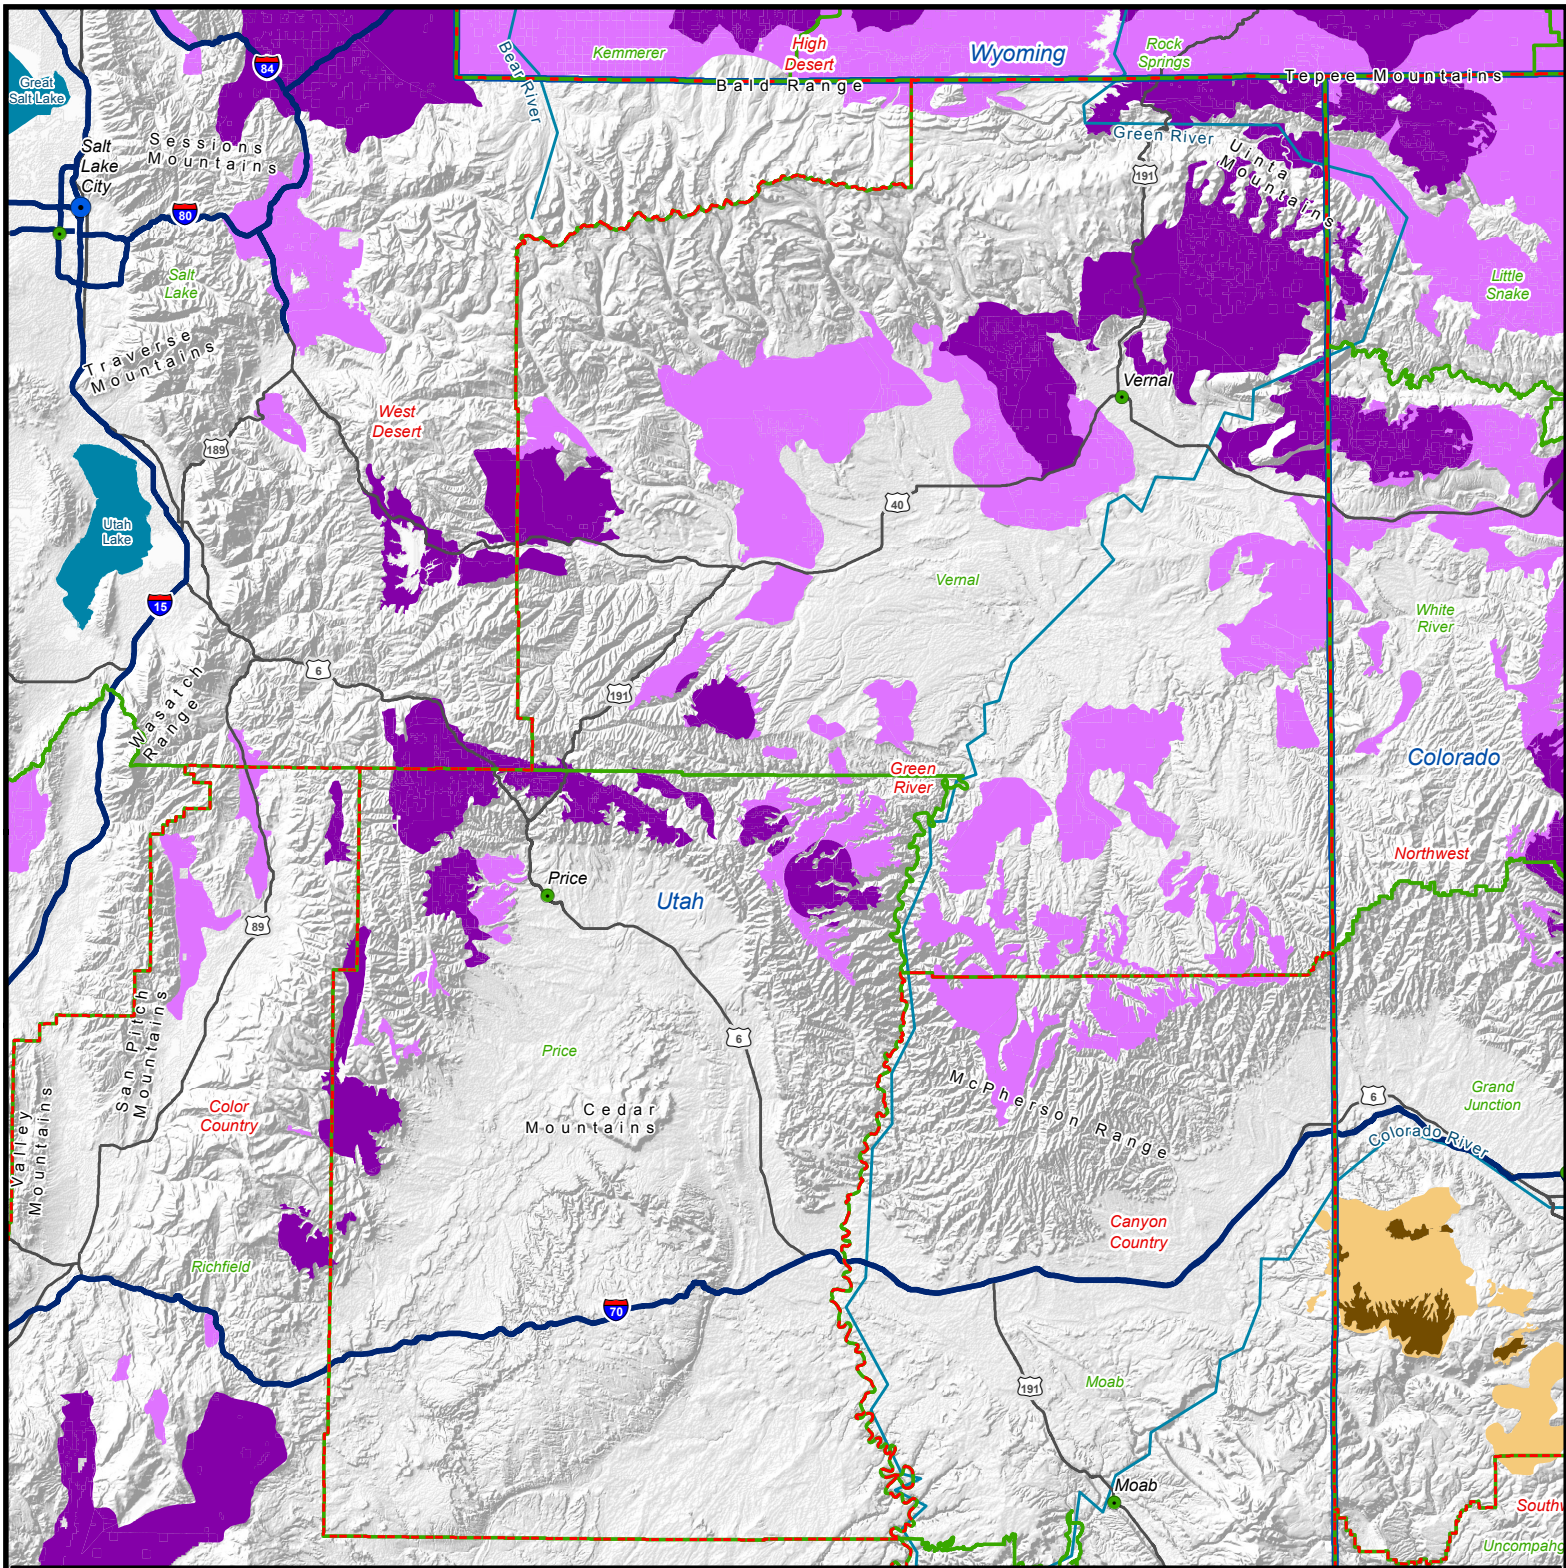 84
Bear River
Kemmerer
High
Desert
Wyoming
Rock
Springs
Great
Salt Lake
Bald Range
Tepee Mountains
Salt
Lake
City
Sessions
Mountains
Green River
191
Uinta
Mountains
80
Salt
Lake
Little
Snake
Traverse
Mountains
West
Desert
Vernal
189
40
Utah
Lake
Vernal
15
White
River
6
191
Wasatch
Range
Colorado
Green
River
Northwest
Price
Utah
89
San Pitch
Mountains
6
Price
McPherson Range
6
Grand
Junction
Color
Country
Cedar
Mountains
Colorado River
Valley
Mountains
Canyon
Country
Richfield
70
191
Moab
Moab
Southw
Uncompahg